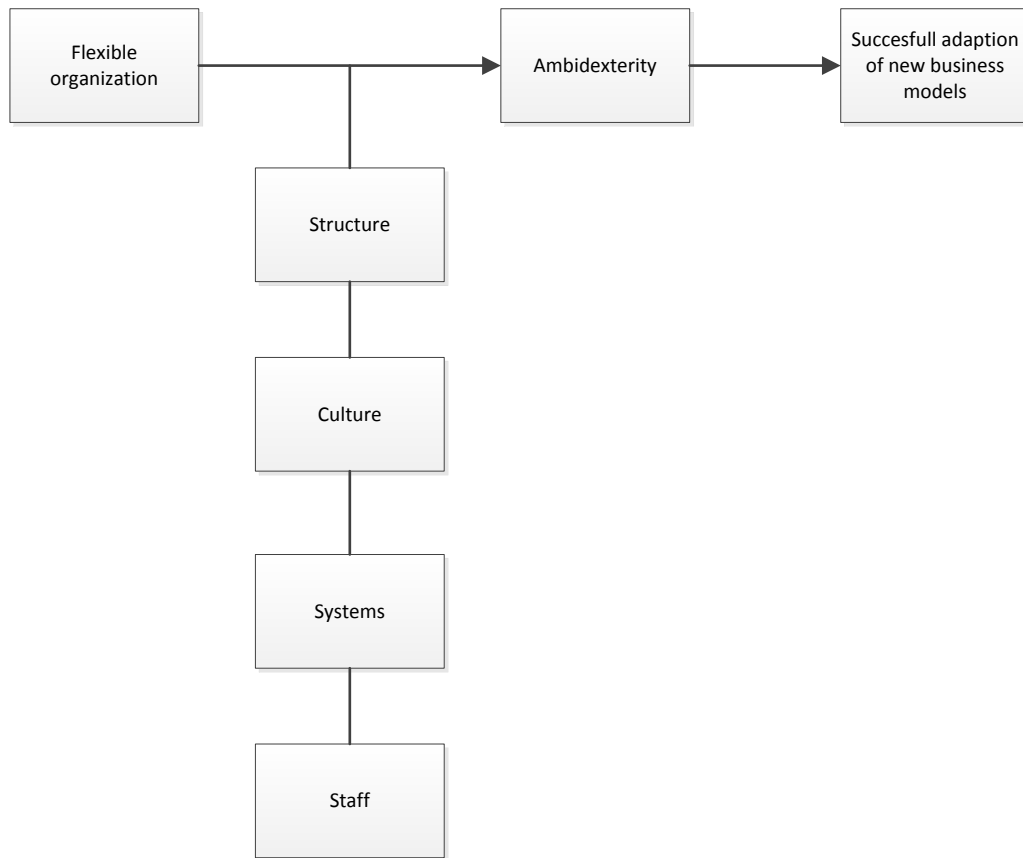 Flexible
organization
Ambidexterity
Succesfull adaption
of new business
models
Structure
Culture
Systems
Staff